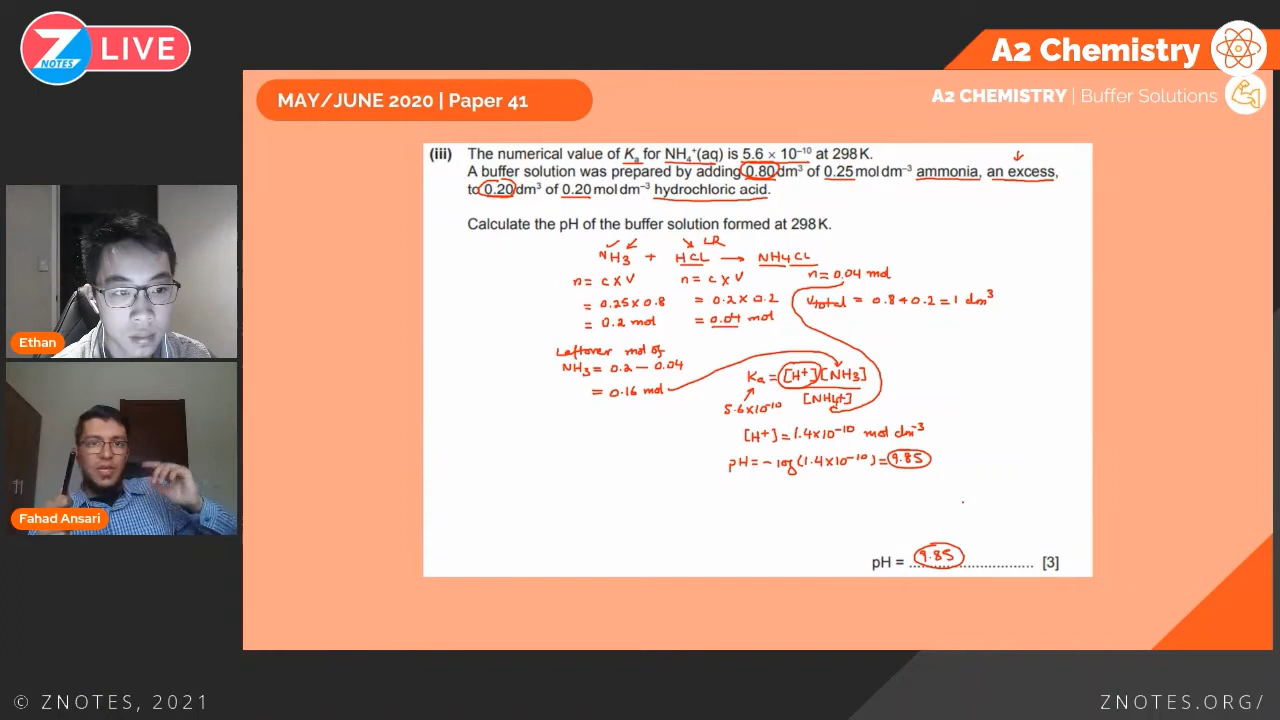 Z NOTES LIVE
A2 Chemistry
MAY/JUNE 2020 | Paper 41
A2 CHEMISTRY | Buffer Solutions
(iii) The numerical value of Ka for NH4+(aq) is 5.6 × 10−10 at 298 K.
A buffer solution was prepared by adding 0.80 dm3 of 0.25 mol dm−3 ammonia, an excess,
to 0.20 dm3 of 0.20 mol dm−3 hydrochloric acid.
Calculate the pH of the buffer solution formed at 298 K.
LR
NH3 + HCL → NH4CL
n = c x V n = c x V n = 0.04 mol
= 0.25 x 0.8 = 0.2 x 0.2 Vtotal = 0.8 + 0.2 = 1 dm3
= 0.2 mol = 0.04 mol
Leftover mol of
NH3 = 0.2 − 0.04
= 0.16 mol
Ka = [H+][NH3]
[NH4+]
5.6x10−10
[H+] = 1.4x10−10 mol dm−3
pH = − log(1.4x10−10) = 9.85
pH = 9.85 [3]
Ethan
Fahad Ansari
© ZNOTES, 2021
ZNOTES.ORG/